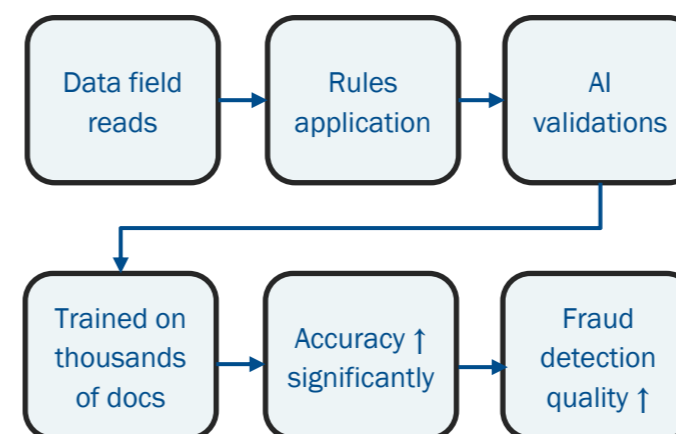 Data field
reads
Rules
application
AI
validations
Trained on
thousands
of docs
Accuracy ↑
significantly
Fraud
detection
quality ↑